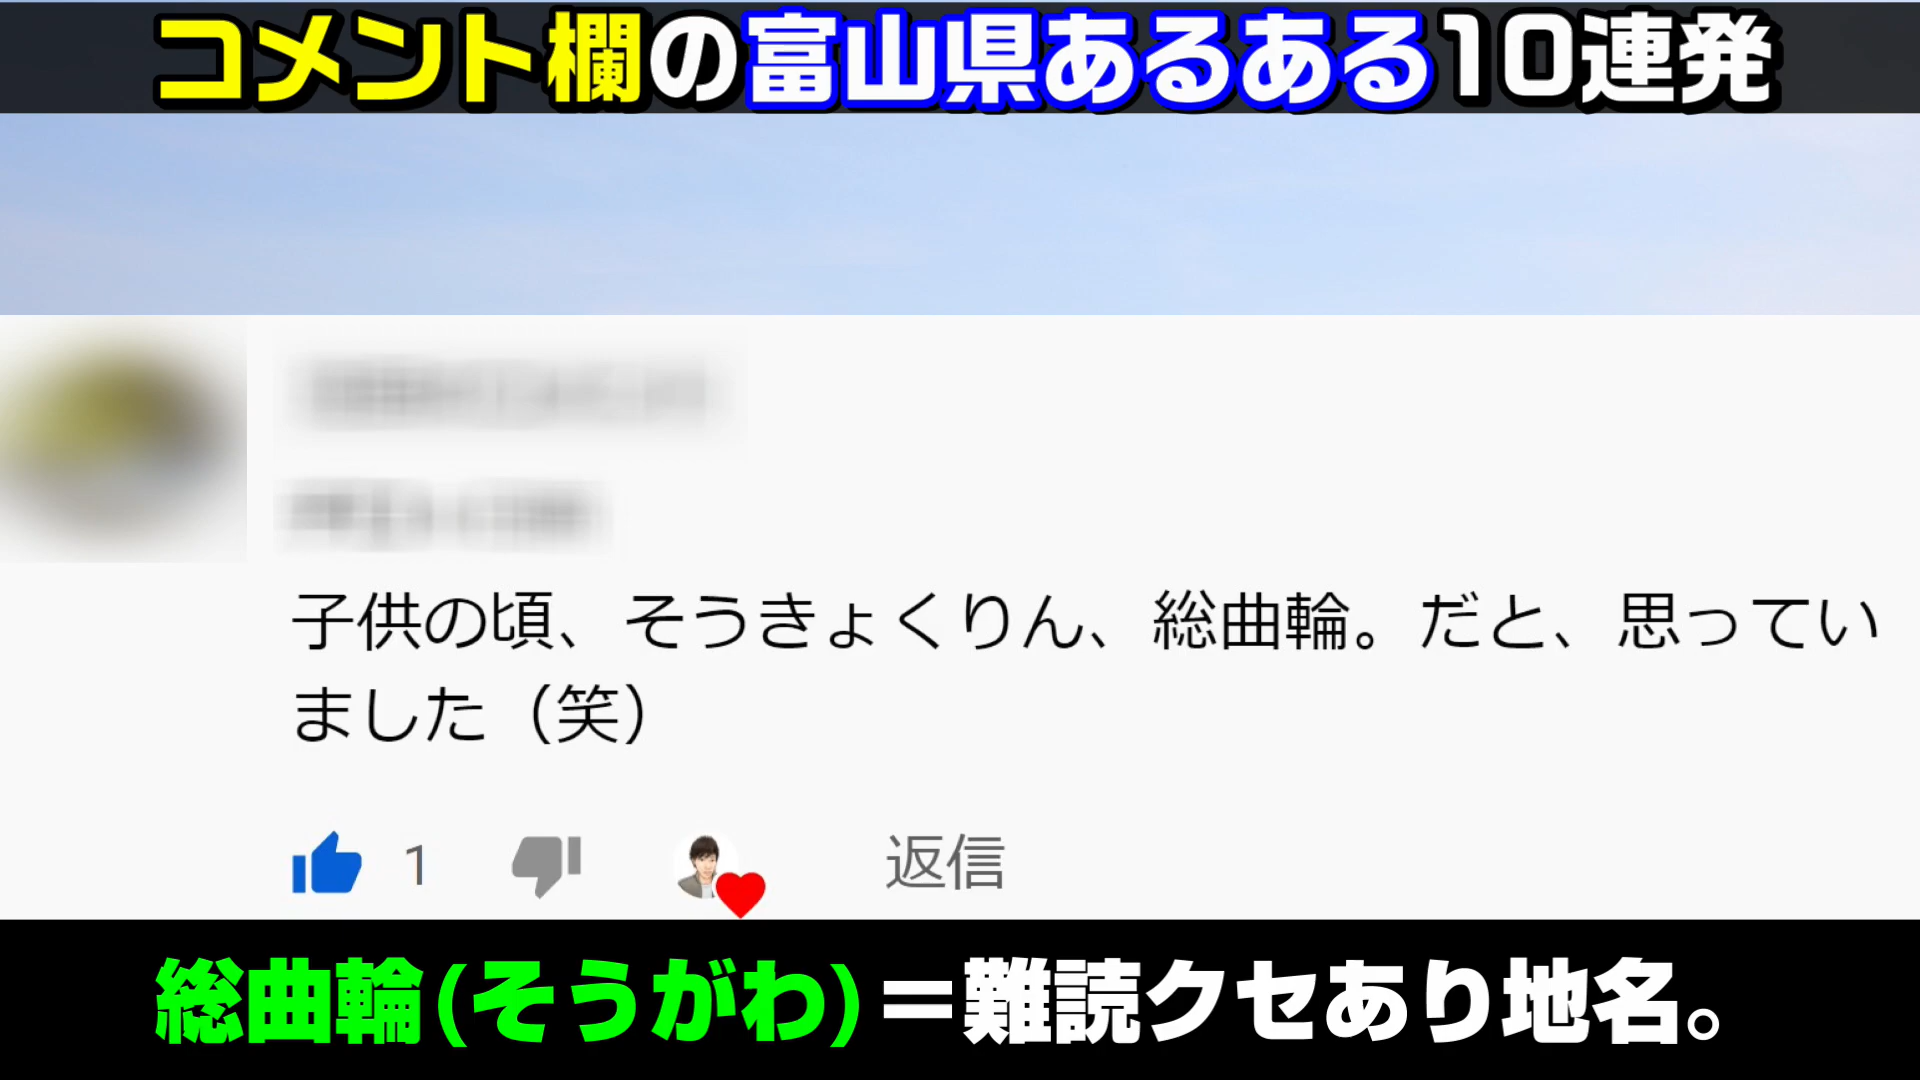 コメント欄の富山県あるある10連発
子供の頃、そうきょくりん、総曲輪。だと、思ってい
ました（笑）
1
返信
総曲輪(そうがわ)＝難読クセあり地名。